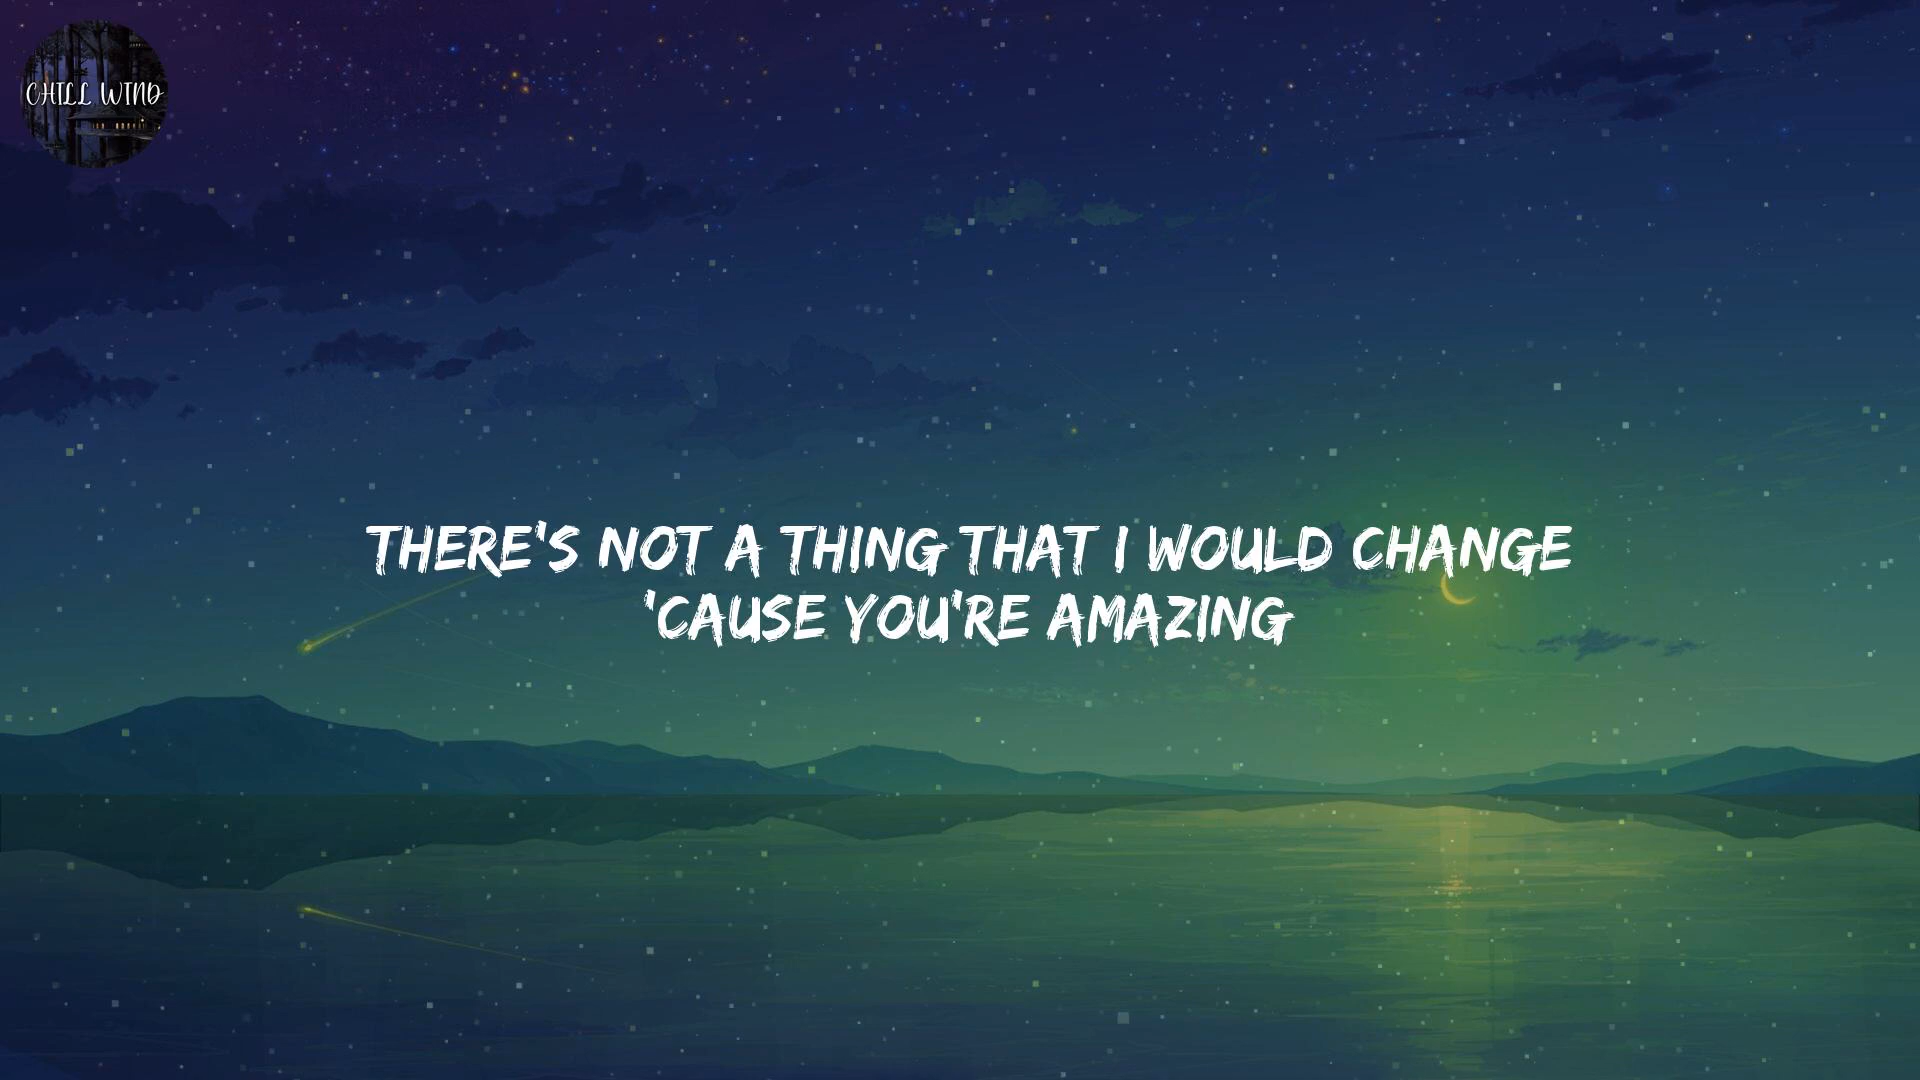 CHILL WIND
THERE'S NOT A THING THAT I WOULD CHANGE
'CAUSE YOU'RE AMAZING